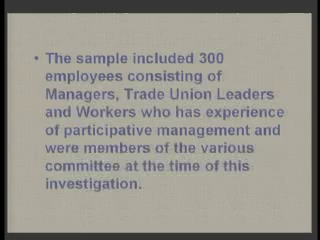 • The sample included 300
employees consisting of
Managers, Trade Union Leaders
and Workers who has experience
of participative management and
were members of the various
committee at the time of this
investigation.